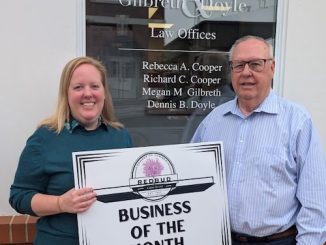 Gilbreth & Doyle,
Law Offices
Rebecca A. Cooper
Richard C. Cooper
Megan M Gilbreth
Dennis B. Doyle
REDBUD
BUSINESS
OF THE
MONTH